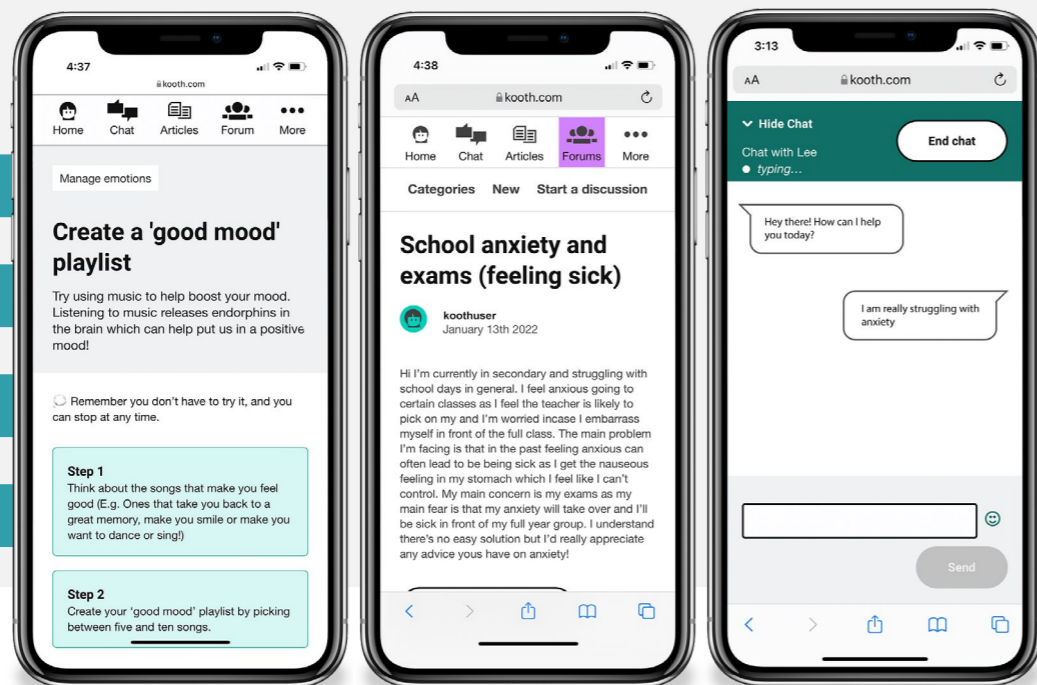 4:37
kooth.com
Home Chat Articles Forum More
Manage emotions
Create a 'good mood'
playlist
Try using music to help boost your mood.
Listening to music releases endorphins in
the brain which can help put us in a positive
mood!
Remember you don't have to try it, and you
can stop at any time.
Step 1
Think about the songs that make you feel
good (E.g. Ones that take you back to a
great memory, make you smile or make you
want to dance or sing!)
Step 2
Create your 'good mood' playlist by picking
between five and ten songs.
4:38
AA kooth.com
Home Chat Articles Forums More
Categories New Start a discussion
School anxiety and
exams (feeling sick)
koothuser
January 13th 2022
Hi I'm currently in secondary and struggling with
school days in general. I feel anxious going to
certain classes as I feel the teacher is likely to
pick on my and I'm worried incase I embarrass
myself in front of the full class. The main problem
I'm facing is that in the past feeling anxious can
often lead to be being sick as I get the nauseous
feeling in my stomach which I feel like I can't
control. My main concern is my exams as my
main fear is that my anxiety will take over and I'll
be sick in front of my full year group. I understand
there's no easy solution but I'd really appreciate
any advice yous have on anxiety!
3:13
AA kooth.com
Hide Chat
End chat
Chat with Lee
typing...
Hey there! How can I help
you today?
I am really struggling with
anxiety
Send